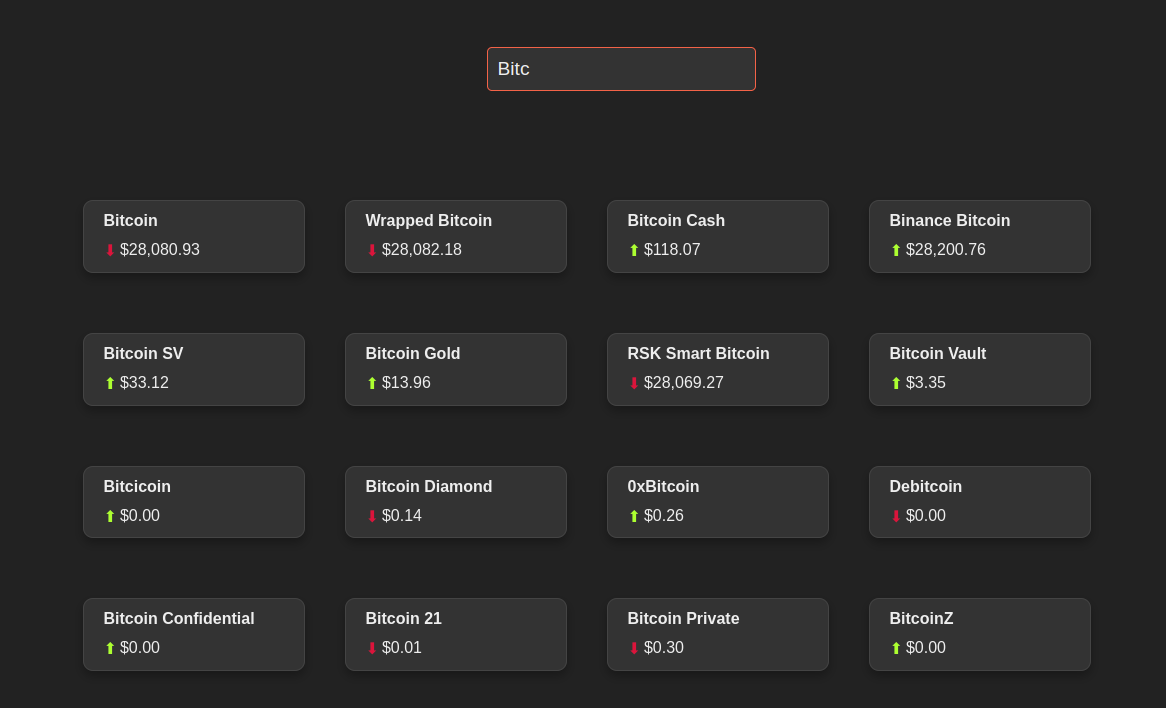 Bitc
Bitcoin
⬇ $28,080.93
Wrapped Bitcoin
⬇ $28,082.18
Bitcoin Cash
⬆ $118.07
Binance Bitcoin
⬆ $28,200.76
Bitcoin SV
⬆ $33.12
Bitcoin Gold
⬆ $13.96
RSK Smart Bitcoin
⬇ $28,069.27
Bitcoin Vault
⬆ $3.35
Bitcicoin
⬆ $0.00
Bitcoin Diamond
⬇ $0.14
0xBitcoin
⬆ $0.26
Debitcoin
⬇ $0.00
Bitcoin Confidential
⬆ $0.00
Bitcoin 21
⬇ $0.01
Bitcoin Private
⬇ $0.30
BitcoinZ
⬆ $0.00